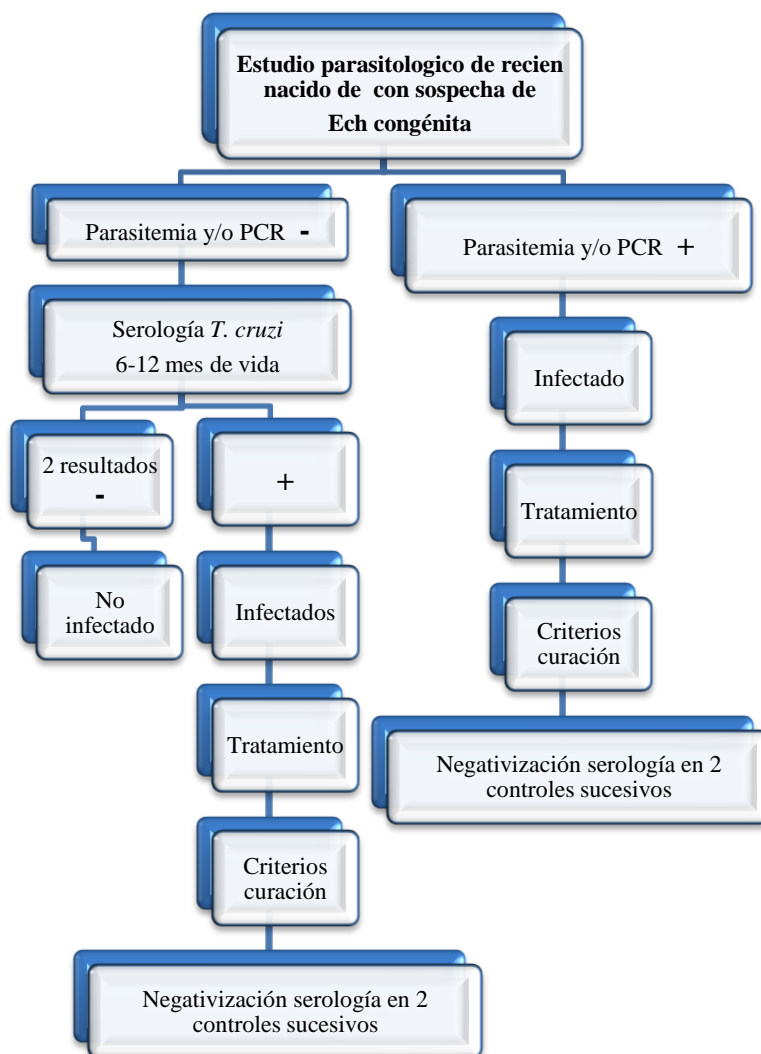 Estudio parasitologico de recien
nacido de con sospecha de
Ech congénita
Parasitemia y/o PCR -
Parasitemia y/o PCR +
Serología T. cruzi
6-12 mes de vida
Infectado
2 resultados
-
+
Tratamiento
No
infectado
Infectados
Criterios
curación
Tratamiento
Negativización serología en 2
controles sucesivos
Criterios
curación
Negativización serología en 2
controles sucesivos